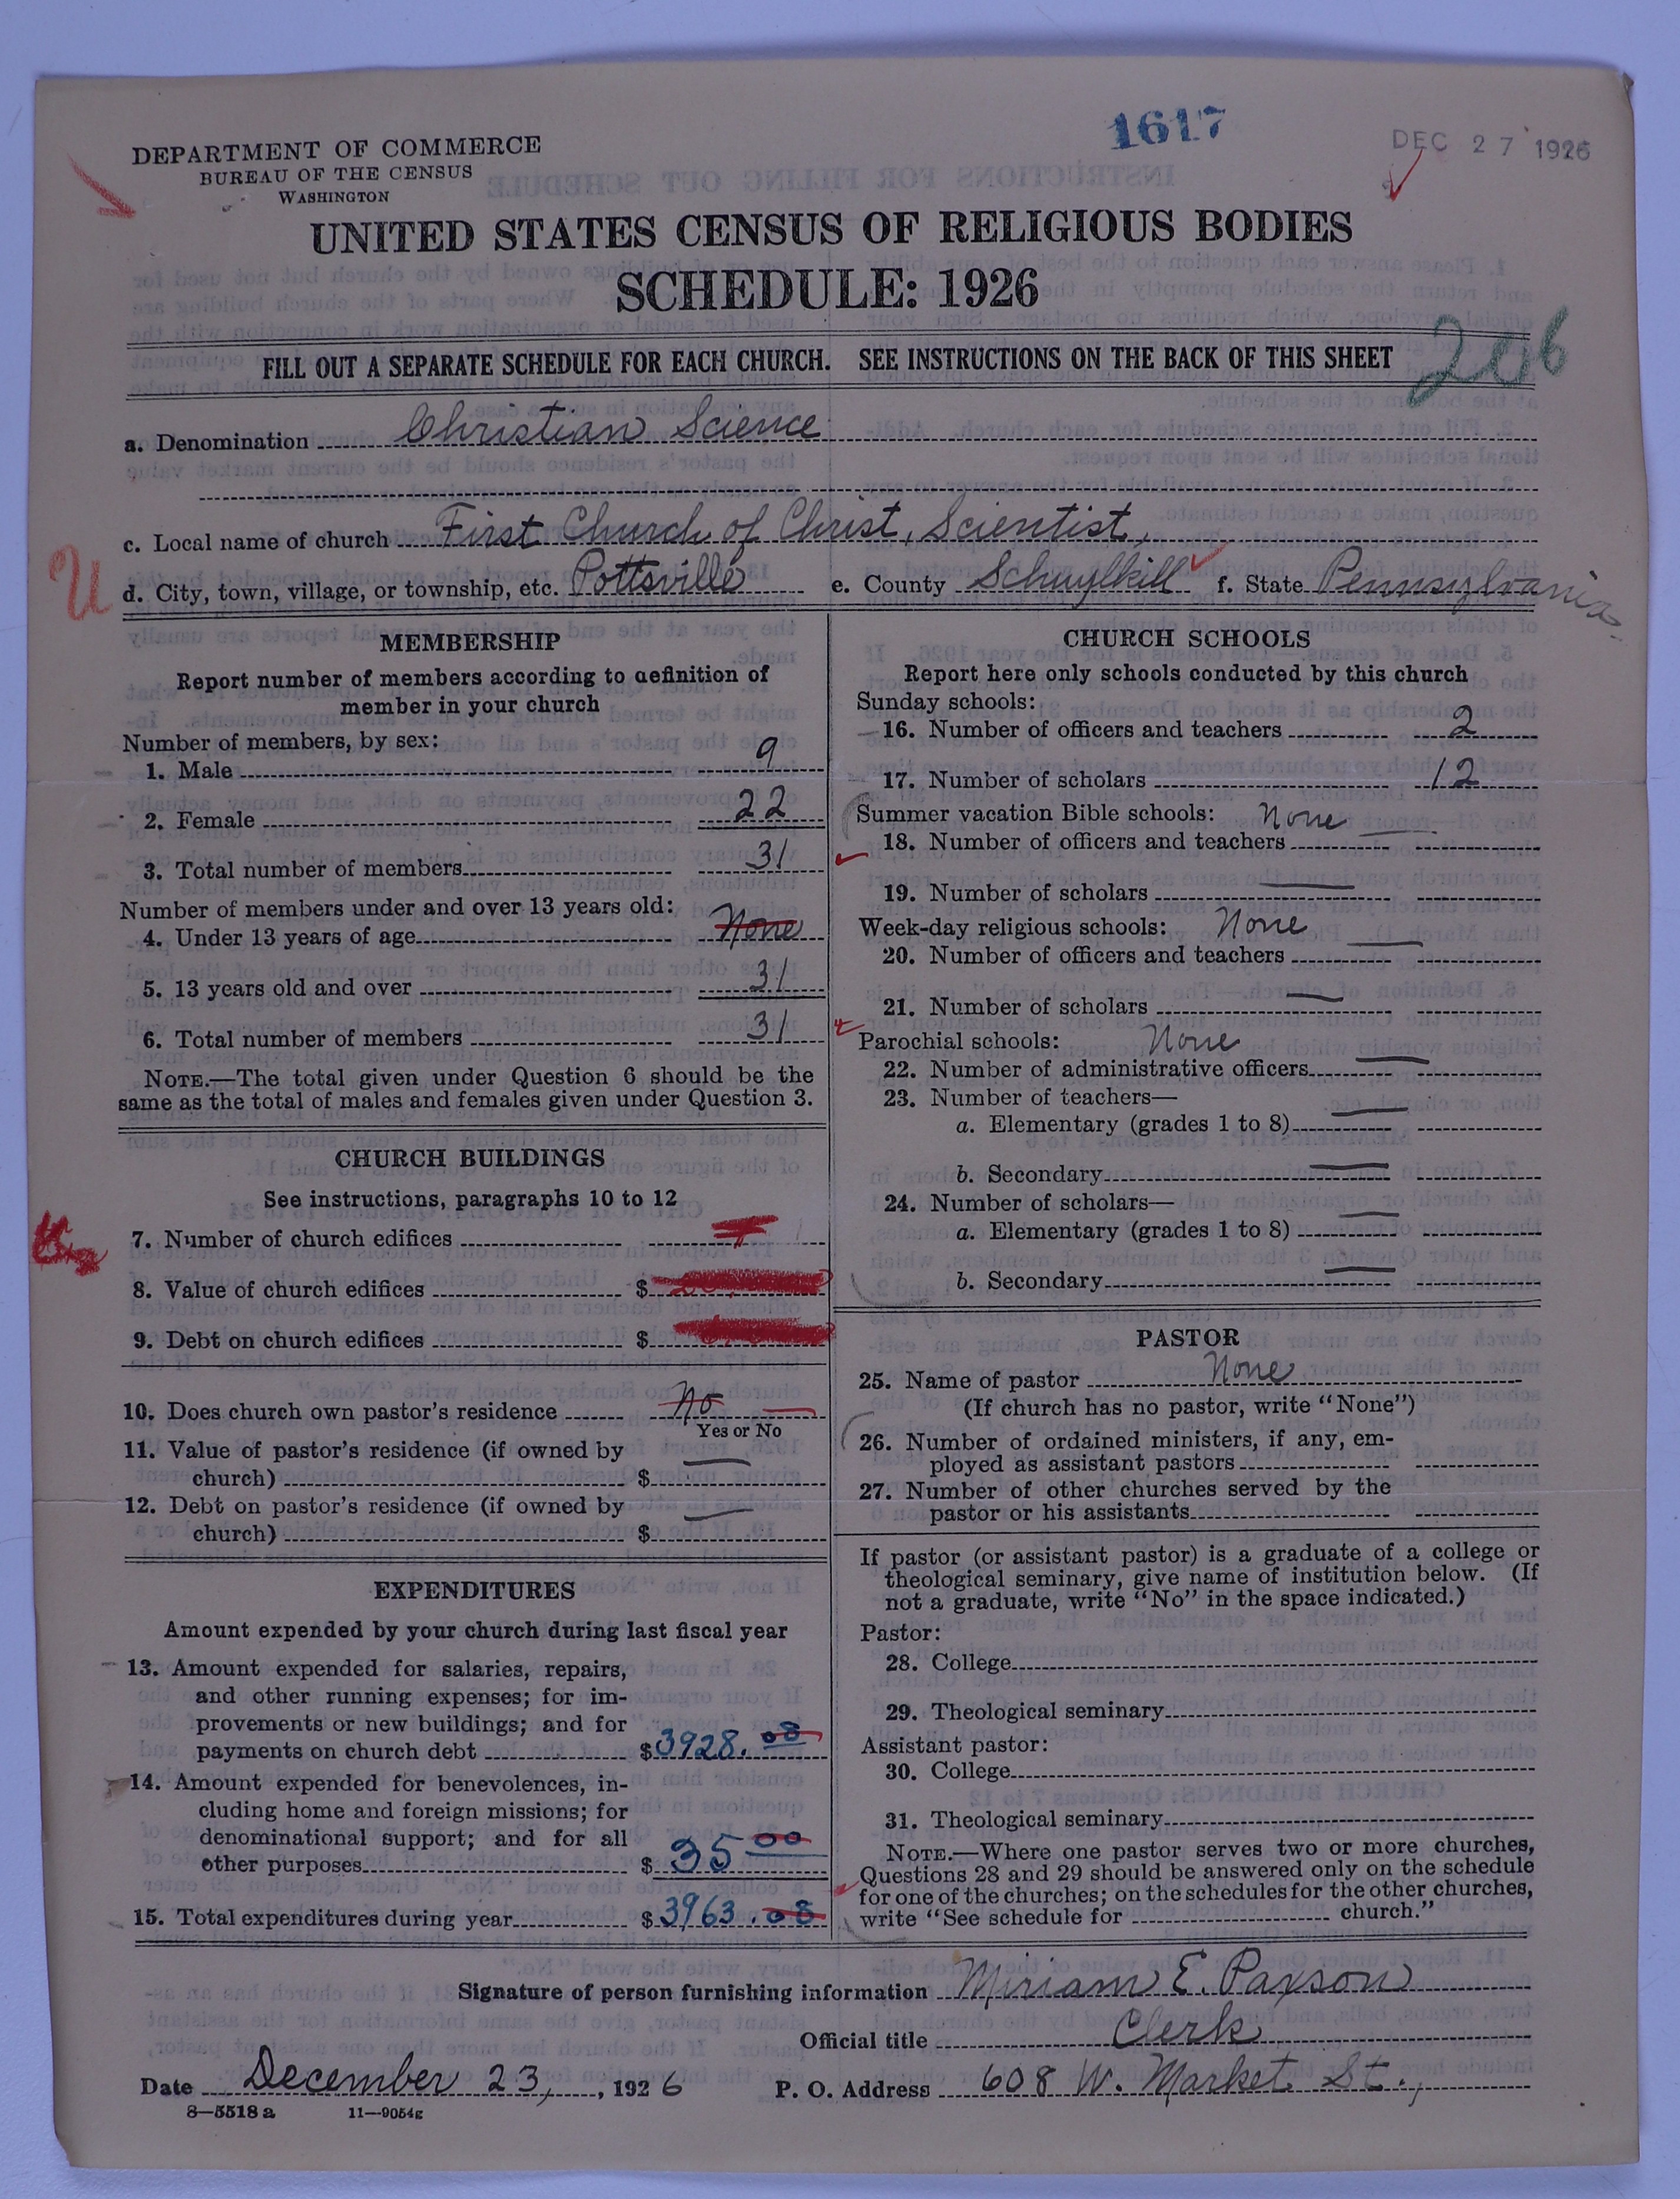 1617
DEC 27 1926
DEPARTMENT OF COMMERCE
BUREAU OF THE CENSUS
WASHINGTON
UNITED STATES CENSUS OF RELIGIOUS BODIES
SCHEDULE: 1926
FILL OUT A SEPARATE SCHEDULE FOR EACH CHURCH. SEE INSTRUCTIONS ON THE BACK OF THIS SHEET
206
a. Denomination Christian Science
c. Local name of church First Church of Christ, Scientist,
U
d. City, town, village, or township, etc. Pottsville e. County Schuylkill f. State Pennsylvania
MEMBERSHIP
Report number of members according to definition of
member in your church
Number of members, by sex:
1. Male 9
2. Female 22
3. Total number of members 31
Number of members under and over 13 years old:
4. Under 13 years of age None
5. 13 years old and over 31
6. Total number of members 31
NOTE.—The total given under Question 6 should be the
same as the total of males and females given under Question 3.
CHURCH BUILDINGS
See instructions, paragraphs 10 to 12
7. Number of church edifices
8. Value of church edifices $
9. Debt on church edifices $
10. Does church own pastor's residence No
Yes or No
11. Value of pastor's residence (if owned by
church) $
12. Debt on pastor's residence (if owned by
church) $
EXPENDITURES
Amount expended by your church during last fiscal year
13. Amount expended for salaries, repairs,
and other running expenses; for im-
provements or new buildings; and for
payments on church debt $3928.08
14. Amount expended for benevolences, in-
cluding home and foreign missions; for
denominational support; and for all
other purposes $35 00
15. Total expenditures during year $3963.08
CHURCH SCHOOLS
Report here only schools conducted by this church
Sunday schools:
16. Number of officers and teachers 2
17. Number of scholars 12
Summer vacation Bible schools: None
18. Number of officers and teachers
19. Number of scholars
Week-day religious schools: None
20. Number of officers and teachers
21. Number of scholars
Parochial schools: None
22. Number of administrative officers
23. Number of teachers—
a. Elementary (grades 1 to 8)
b. Secondary
24. Number of scholars—
a. Elementary (grades 1 to 8)
b. Secondary
PASTOR
25. Name of pastor None
(If church has no pastor, write "None")
26. Number of ordained ministers, if any, em-
ployed as assistant pastors
27. Number of other churches served by the
pastor or his assistants
If pastor (or assistant pastor) is a graduate of a college or
theological seminary, give name of institution below. (If
not a graduate, write "No" in the space indicated.)
Pastor:
28. College
29. Theological seminary
Assistant pastor:
30. College
31. Theological seminary
NOTE.—Where one pastor serves two or more churches,
Questions 28 and 29 should be answered only on the schedule
for one of the churches; on the schedules for the other churches,
write "See schedule for church."
Signature of person furnishing information Miriam E. Paxson
Official title Clerk
Date December 23, 1926 P. O. Address 608 W. Market St.,
8—5518 a 11—9054g